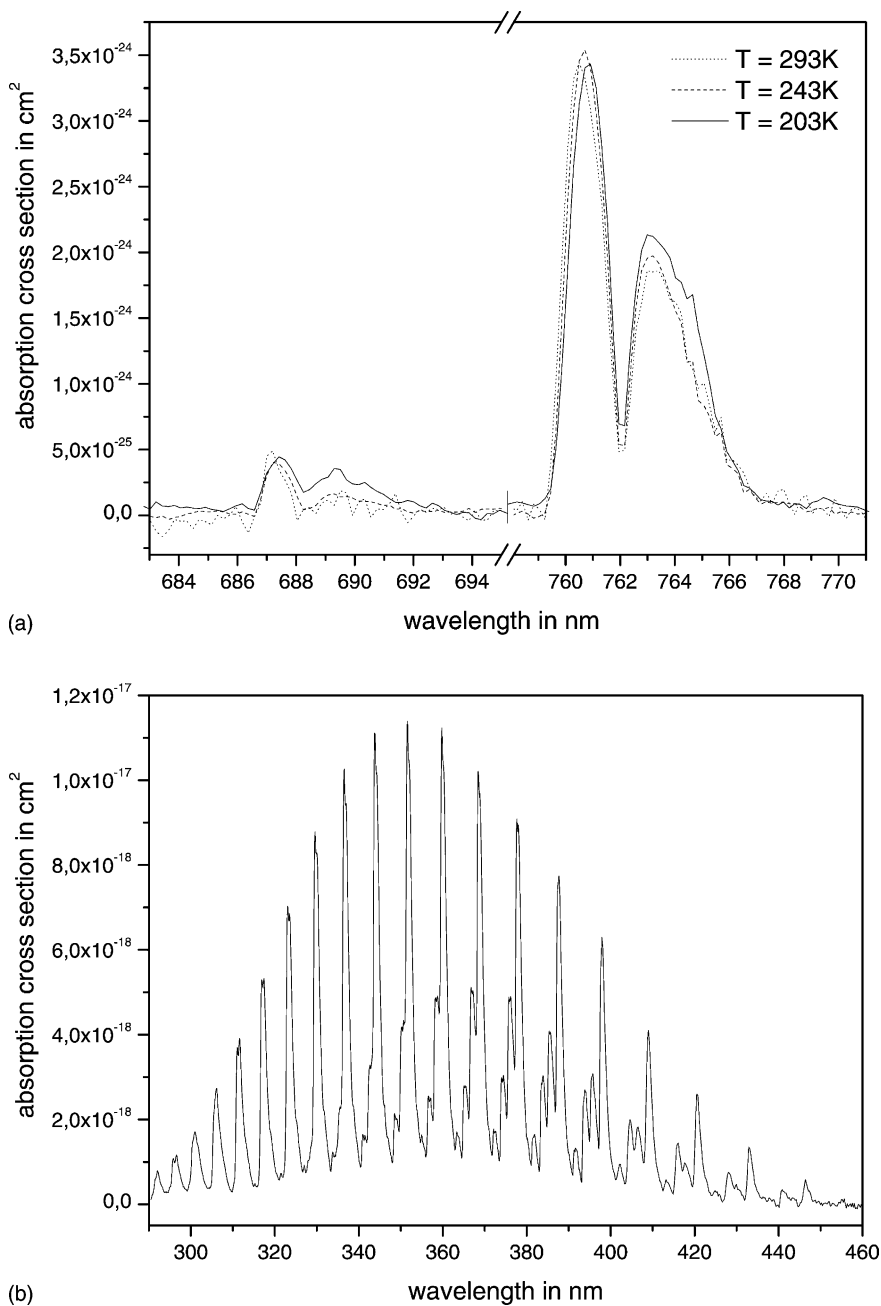 absorption cross section in cm²
3,5x10⁻²⁴
3,0x10⁻²⁴
2,5x10⁻²⁴
2,0x10⁻²⁴
1,5x10⁻²⁴
1,0x10⁻²⁴
5,0x10⁻²⁵
0,0
T = 293K
T = 243K
T = 203K
684 686 688 690 692 694 760 762 764 766 768 770
wavelength in nm
(a)
absorption cross section in cm²
1,2x10⁻¹⁷
1,0x10⁻¹⁷
8,0x10⁻¹⁸
6,0x10⁻¹⁸
4,0x10⁻¹⁸
2,0x10⁻¹⁸
0,0
300 320 340 360 380 400 420 440 460
wavelength in nm
(b)